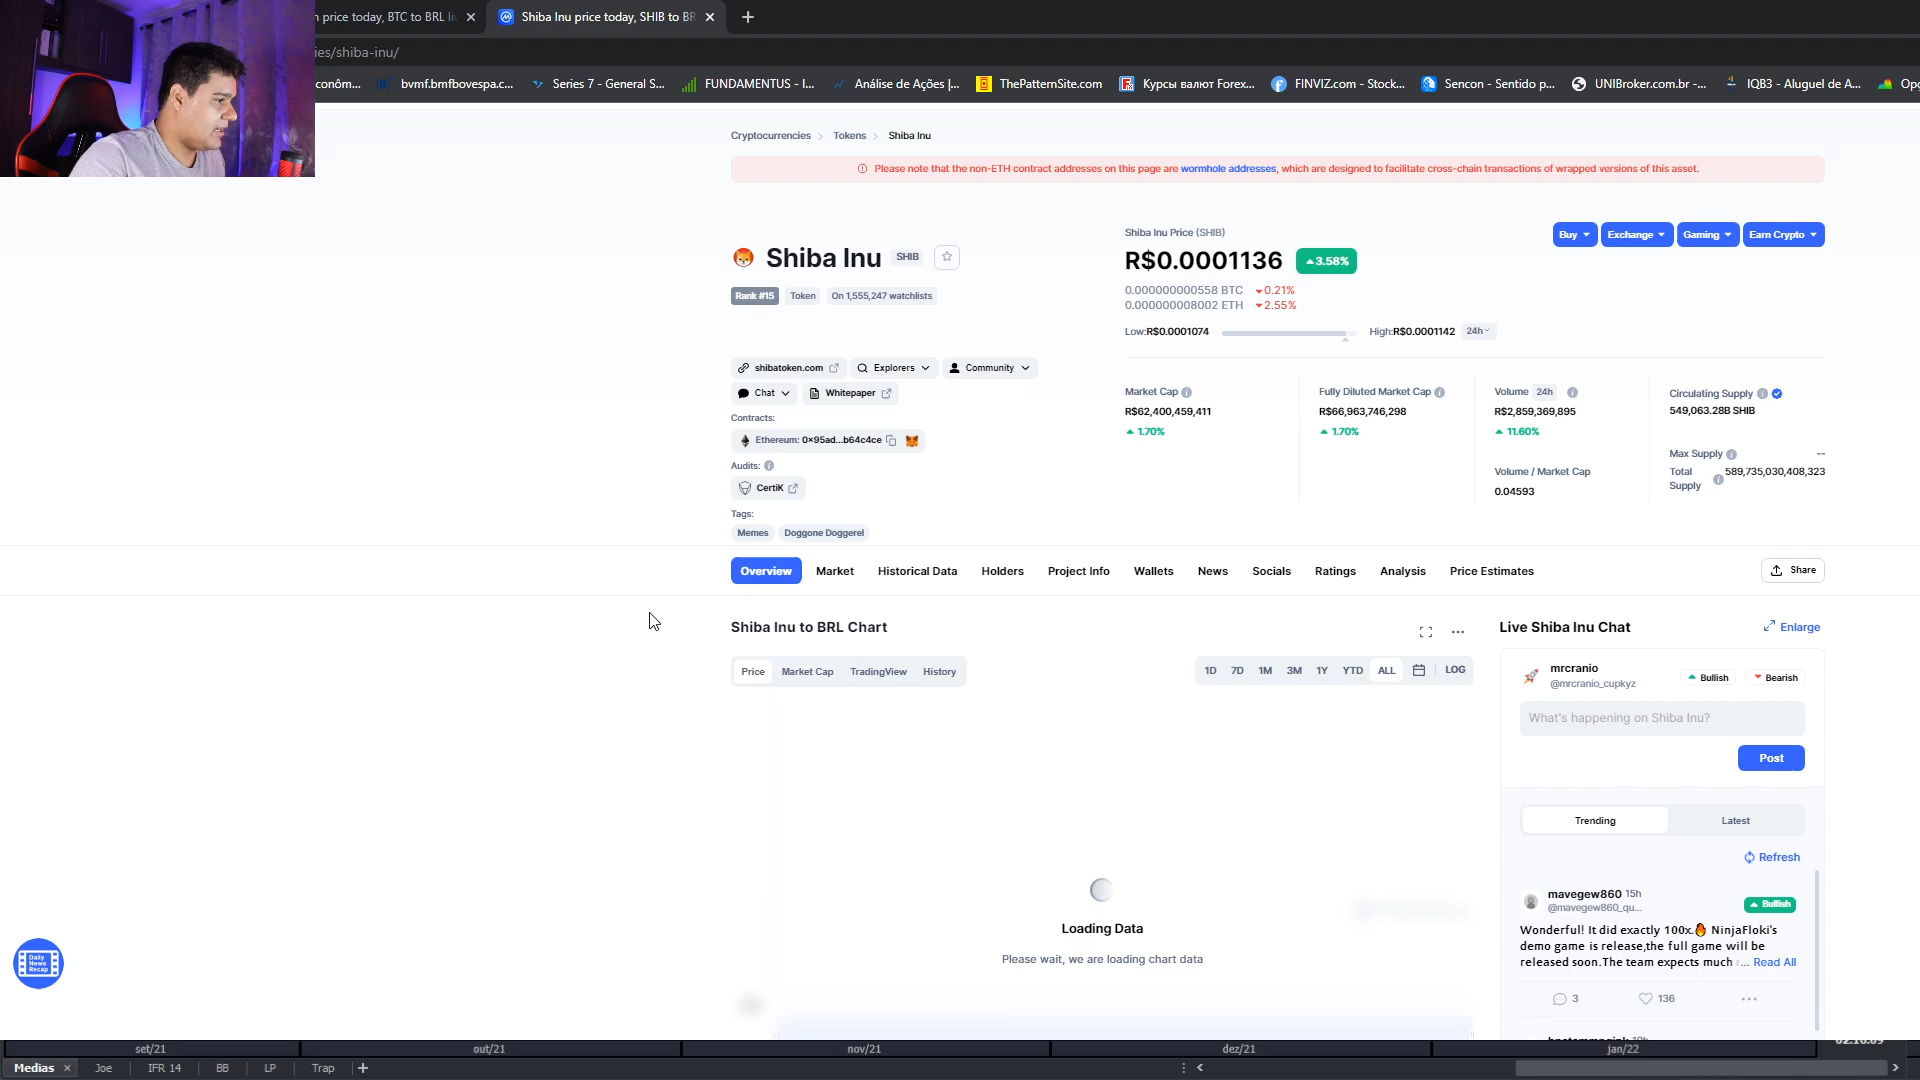 n price today, BTC to BRL li
Shiba Inu price today, SHIB to BR
ies/shiba-inu/
conôm...
bvmf.bmfbovespa.c...
Series 7 - General S...
FUNDAMENTUS - I...
Análise de Ações |...
ThePatternSite.com
Курсы валют Forex...
FINVIZ.com - Stock...
Sencon - Sentido p...
UNIBroker.com.br -...
IQB3 - Aluguel de A...
Opç
Cryptocurrencies > Tokens > Shiba Inu
Please note that the non-ETH contract addresses on this page are wormhole addresses, which are designed to facilitate cross-chain transactions of wrapped versions of this asset.
Shiba Inu SHIB
Rank #15 Token On 1,555,247 watchlists
shibatoken.com Explorers Community
Chat Whitepaper
Contracts:
Ethereum: 0x95ad...b64c4ce
Audits:
CertiK
Tags:
Memes Doggone Doggerel
Shiba Inu Price (SHIB)
R$0.0001136 3.58%
0.000000000558 BTC 0.21%
0.000000008002 ETH 2.55%
Low:R$0.0001074 High:R$0.0001142 24h
Buy Exchange Gaming Earn Crypto
Market Cap
R$62,400,459,411
1.70%
Fully Diluted Market Cap
R$66,963,746,298
1.70%
Volume 24h
R$2,859,369,895
11.60%
Volume / Market Cap
0.04593
Circulating Supply
549,063.28B SHIB
Max Supply --
Total Supply 589,735,030,408,323
Overview Market Historical Data Holders Project Info Wallets News Socials Ratings Analysis Price Estimates Share
Shiba Inu to BRL Chart
Price Market Cap TradingView History
1D 7D 1M 3M 1Y YTD ALL LOG
Loading Data
Please wait, we are loading chart data
Live Shiba Inu Chat Enlarge
mrcranio
@mrcranio_cupkyz
Bullish Bearish
What's happening on Shiba Inu?
Post
Trending Latest
Refresh
mavegew860 15h
@mavegew860_qu...
Bullish
Wonderful! It did exactly 100x.🔥 NinjaFloki's
demo game is release,the full game will be
released soon.The team expects much ... Read All
3 136 ...
Daily
News
Recap
set/21 out/21 nov/21 dez/21 jan/22
Medias × Joe IFR 14 BB LP Trap +